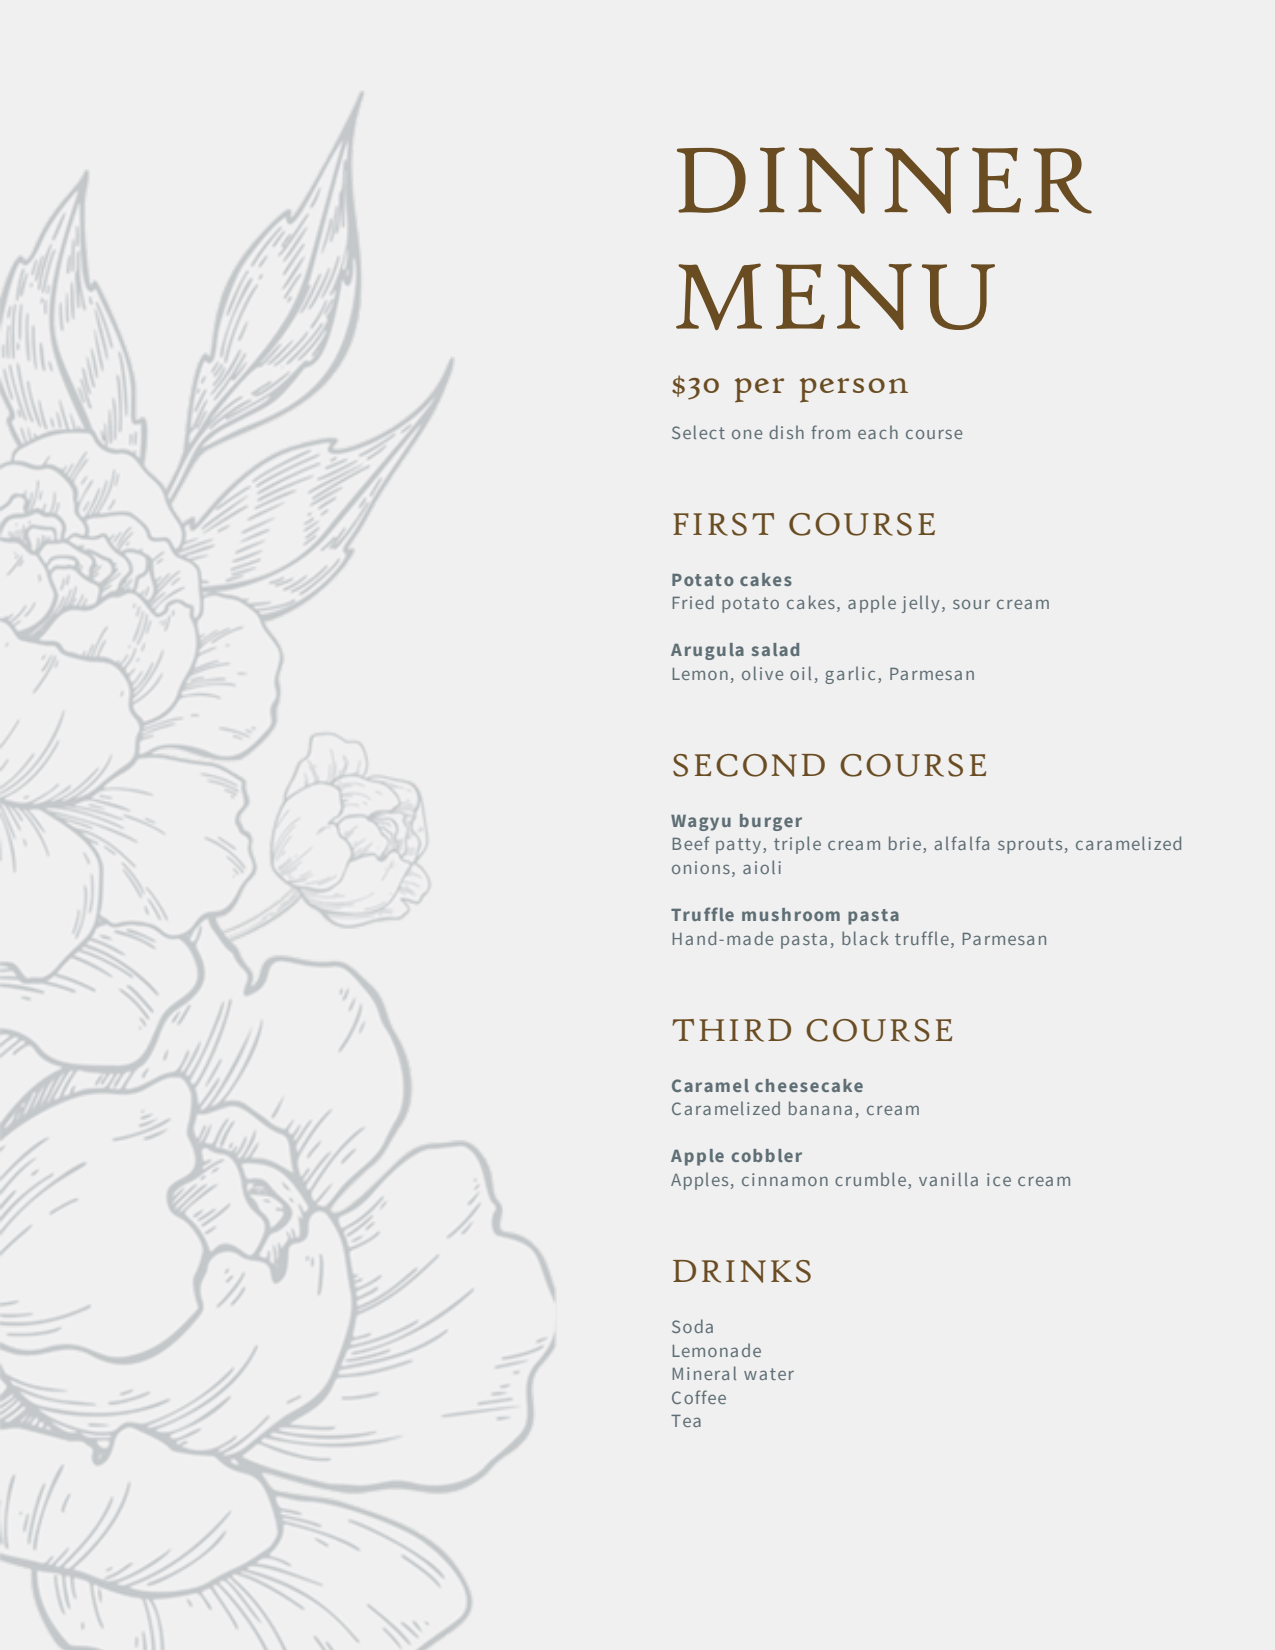 DINNER
MENU
$30 per person
Select one dish from each course
FIRST COURSE
Potato cakes
Fried potato cakes, apple jelly, sour cream
Arugula salad
Lemon, olive oil, garlic, Parmesan
SECOND COURSE
Wagyu burger
Beef patty, triple cream brie, alfalfa sprouts, caramelized
onions, aioli
Truffle mushroom pasta
Hand-made pasta, black truffle, Parmesan
THIRD COURSE
Caramel cheesecake
Caramelized banana, cream
Apple cobbler
Apples, cinnamon crumble, vanilla ice cream
DRINKS
Soda
Lemonade
Mineral water
Coffee
Tea